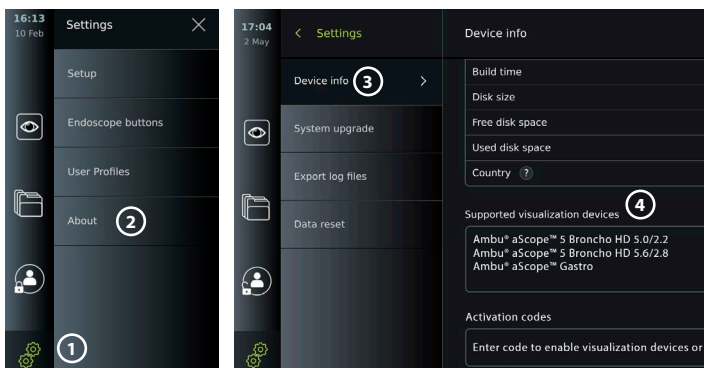 16:13
10 Feb
Settings
Setup
Endoscope buttons
User Profiles
About
2
1
17:04
2 May
Settings
Device info
3
System upgrade
Export log files
Data reset
Device info
Build time
Disk size
Free disk space
Used disk space
Country ?
Supported visualization devices
4
Ambu® aScope™ 5 Broncho HD 5.0/2.2
Ambu® aScope™ 5 Broncho HD 5.6/2.8
Ambu® aScope™ Gastro
Activation codes
Enter code to enable visualization devices or